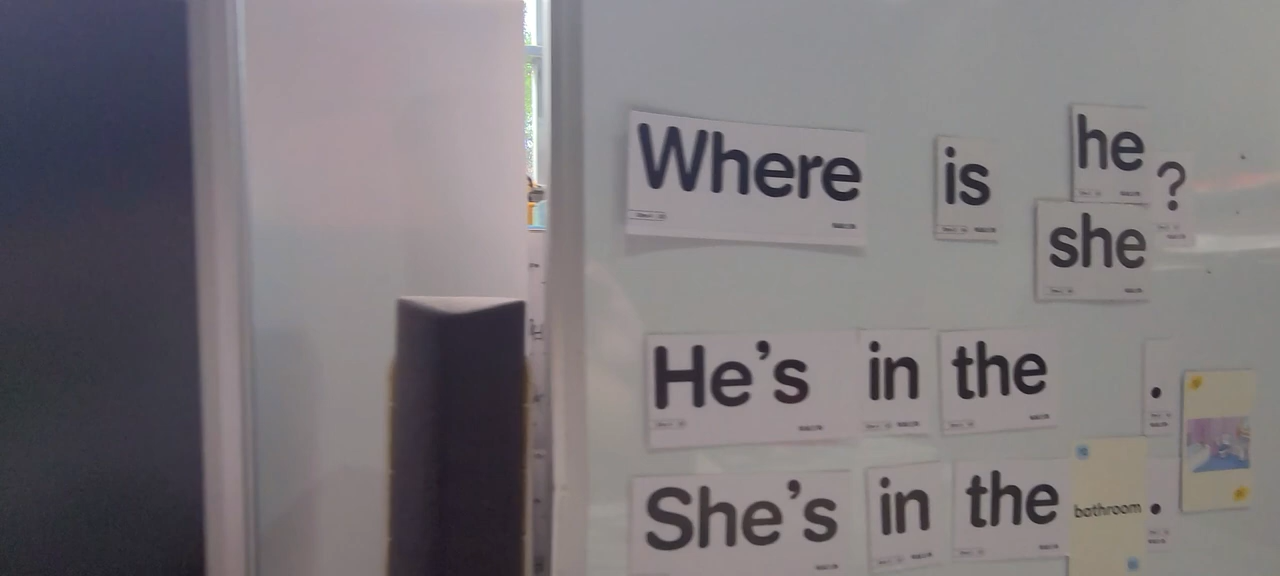 Where is he ?
she
He's in the .
She's in the bathroom .